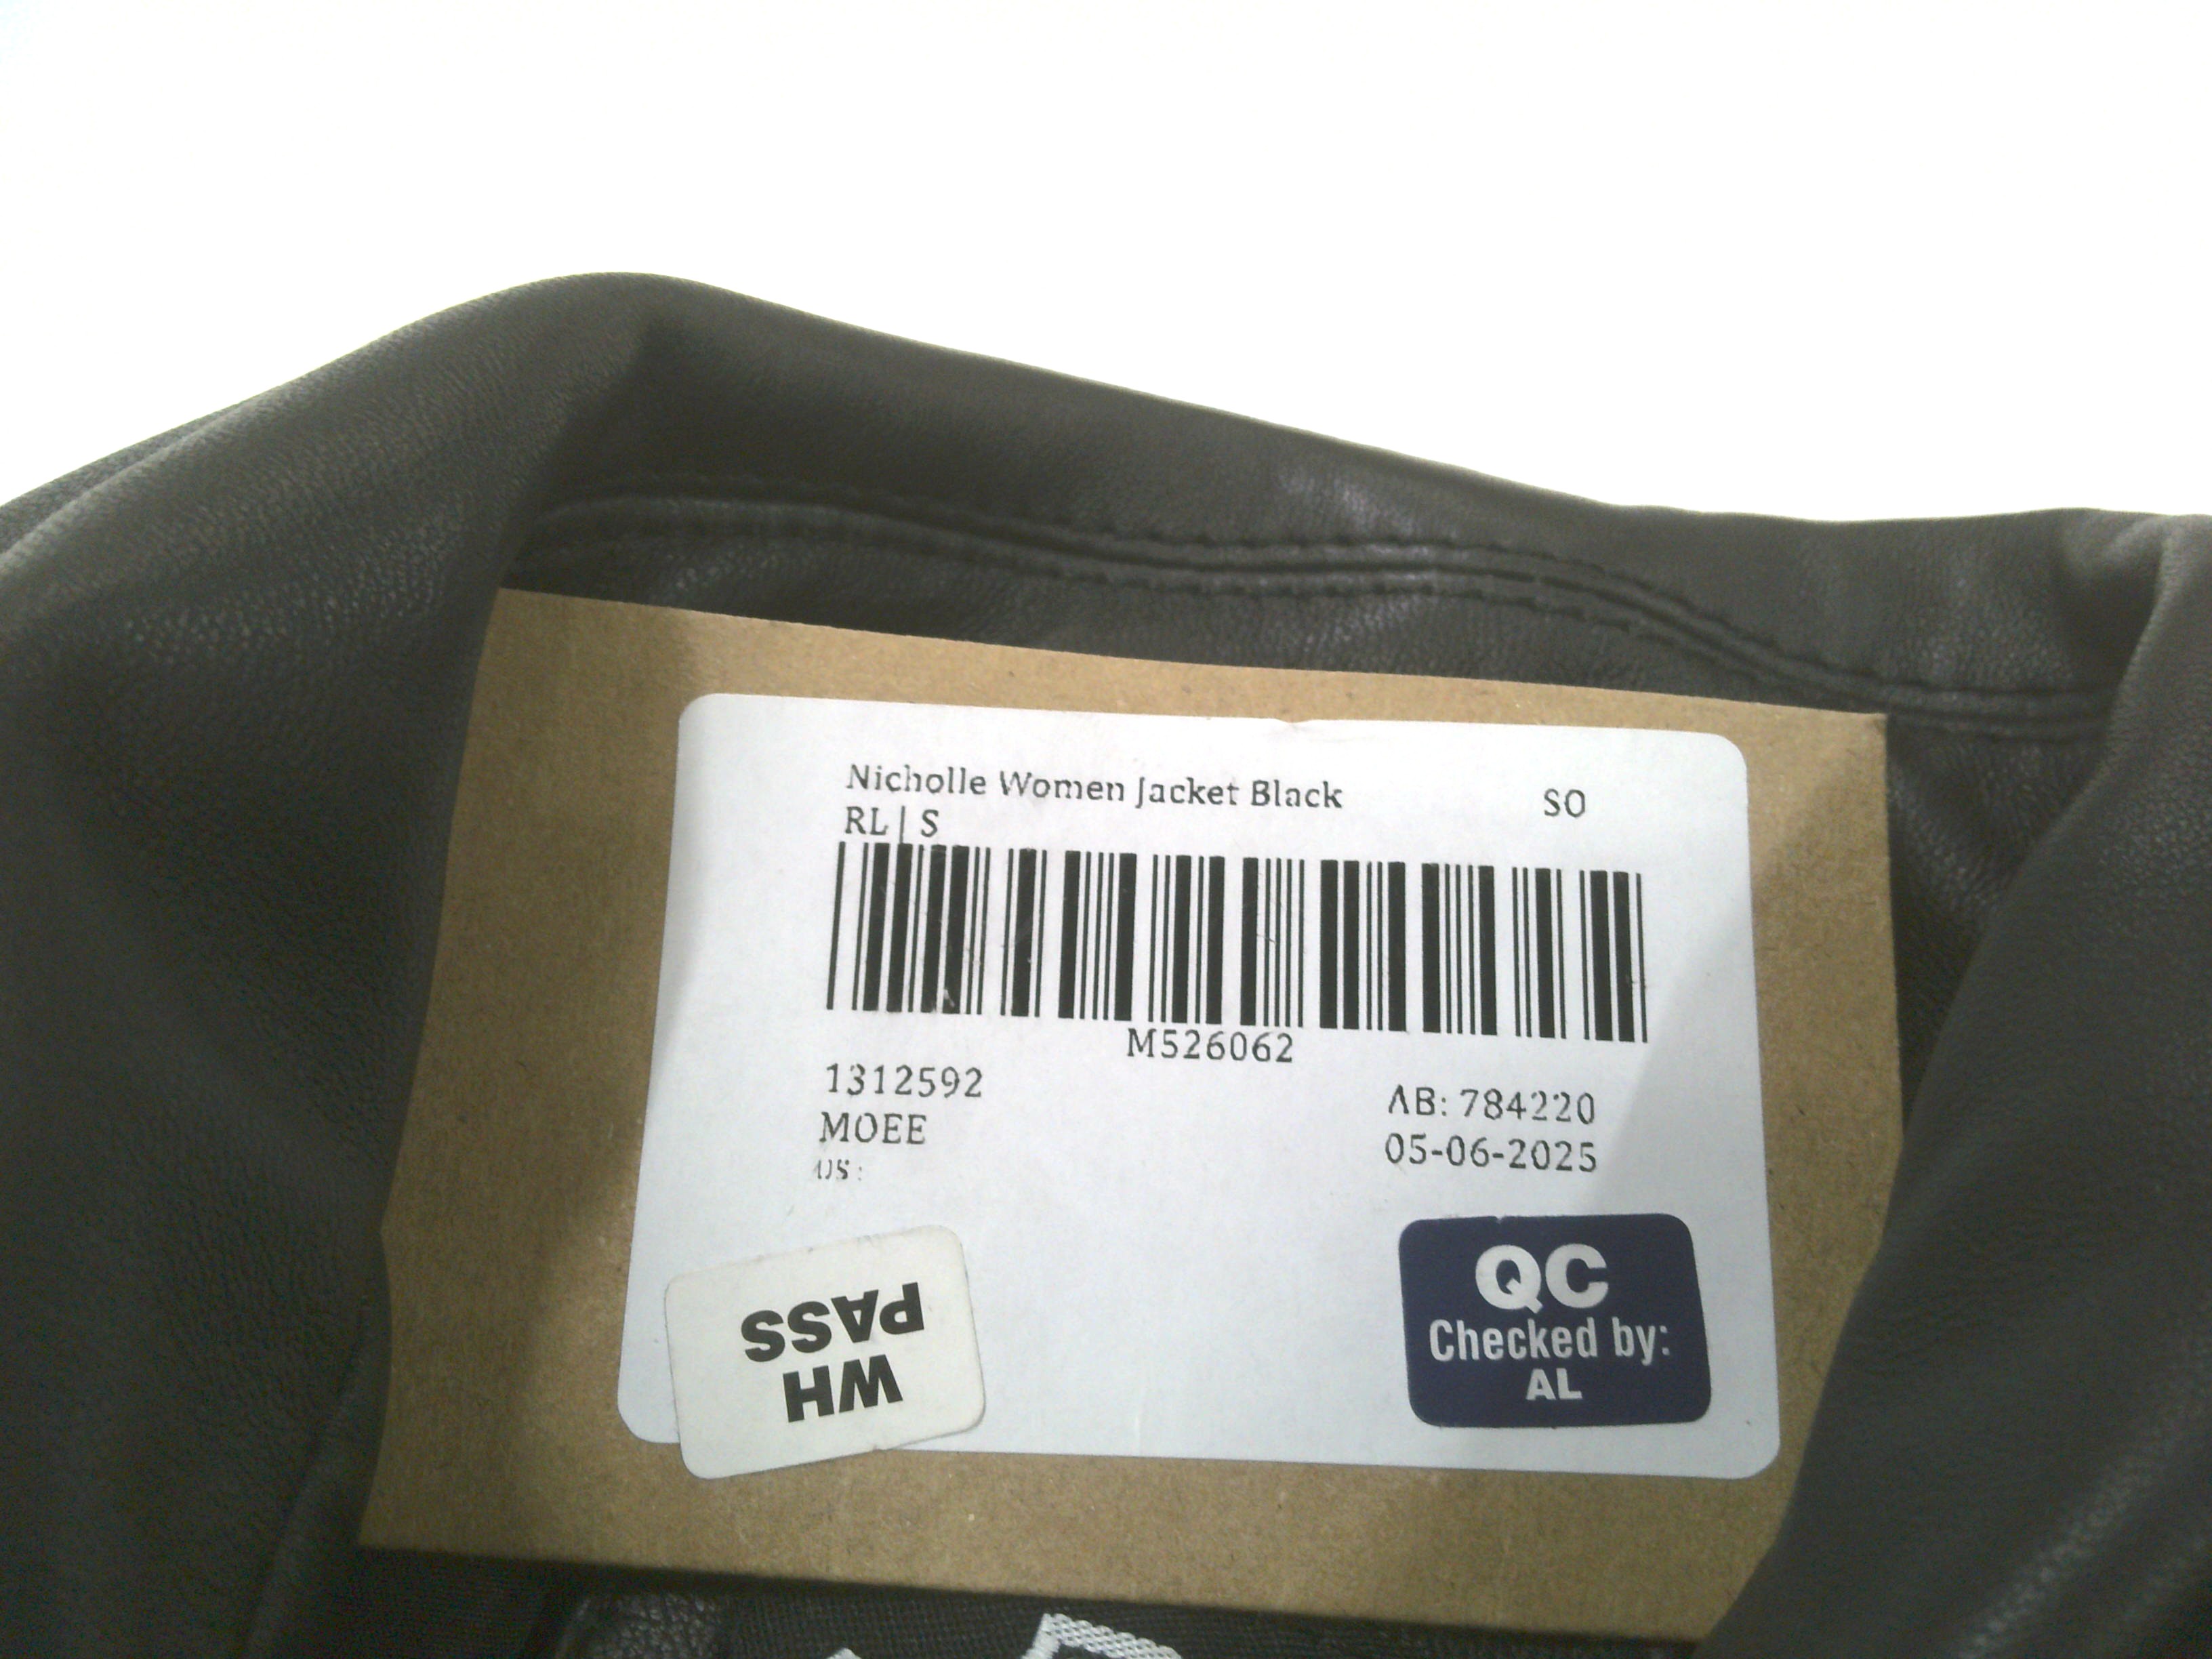 Nicholle Women Jacket Black SO
RL | S
M526062
1312592 AB: 784220
MOEE 05-06-2025
US :
WH
PASS
QC
Checked by:
AL